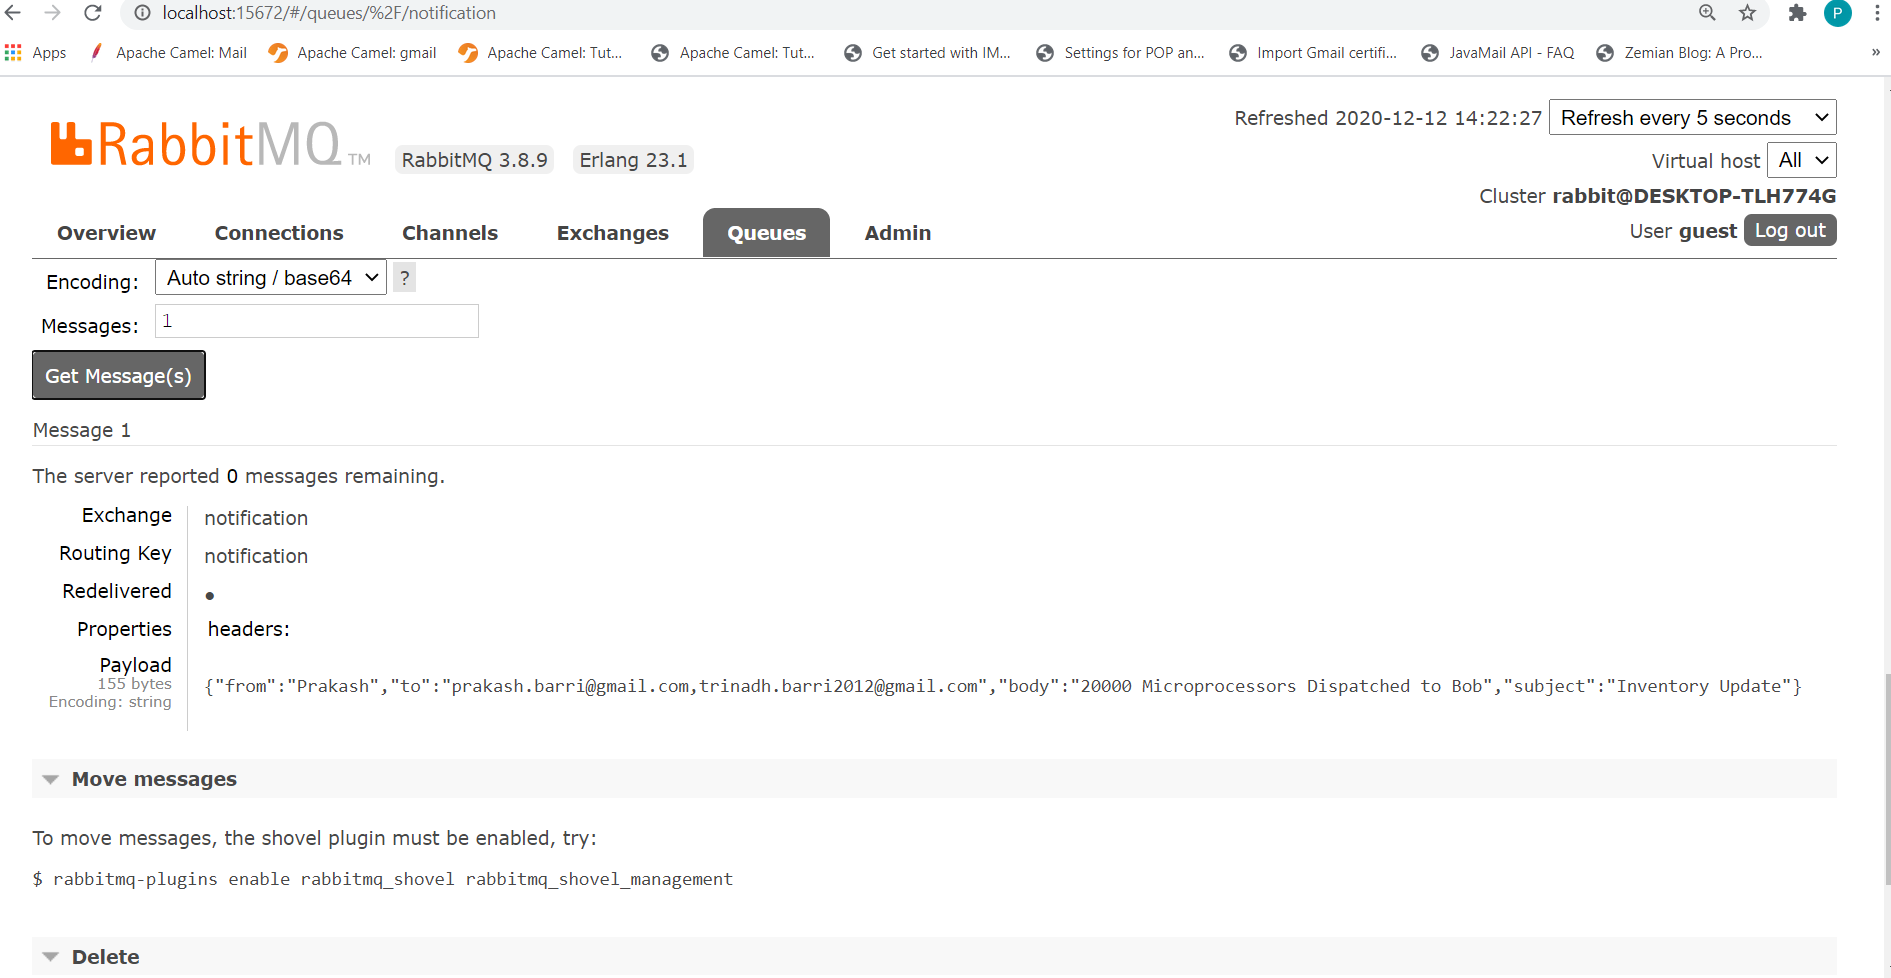 localhost:15672/#/queues/%2F/notification
P
Apps Apache Camel: Mail Apache Camel: gmail Apache Camel: Tut... Apache Camel: Tut... Get started with IM... Settings for POP an... Import Gmail certifi... JavaMail API - FAQ Zemian Blog: A Pro... »
Refreshed 2020-12-12 14:22:27 Refresh every 5 seconds
RabbitMQ TM RabbitMQ 3.8.9 Erlang 23.1
Virtual host All
Cluster rabbit@DESKTOP-TLH774G
User guest Log out
Overview Connections Channels Exchanges Queues Admin
Encoding: Auto string / base64 ?
Messages: 1
Get Message(s)
Message 1
The server reported 0 messages remaining.
Exchange notification
Routing Key notification
Redelivered ●
Properties headers:
Payload
155 bytes
Encoding: string
{"from":"Prakash","to":"prakash.barri@gmail.com,trinadh.barri2012@gmail.com","body":"20000 Microprocessors Dispatched to Bob","subject":"Inventory Update"}
Move messages
To move messages, the shovel plugin must be enabled, try:
$ rabbitmq-plugins enable rabbitmq_shovel rabbitmq_shovel_management
Delete